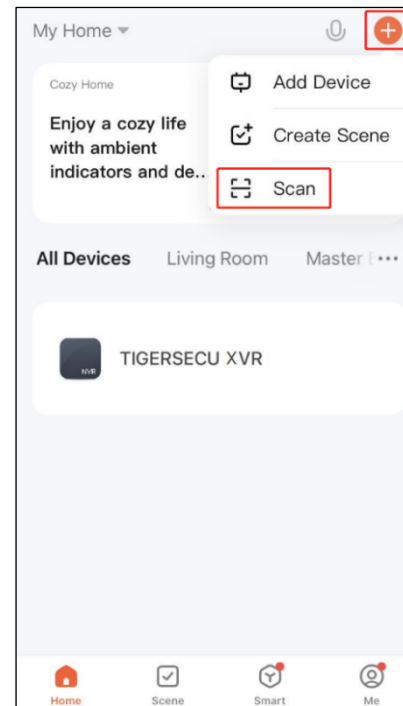 My Home
Add Device
Create Scene
Scan
Cozy Home
Enjoy a cozy life
with ambient
indicators and de..
All Devices Living Room Master
NVR
TIGERSECU XVR
Home Scene Smart Me